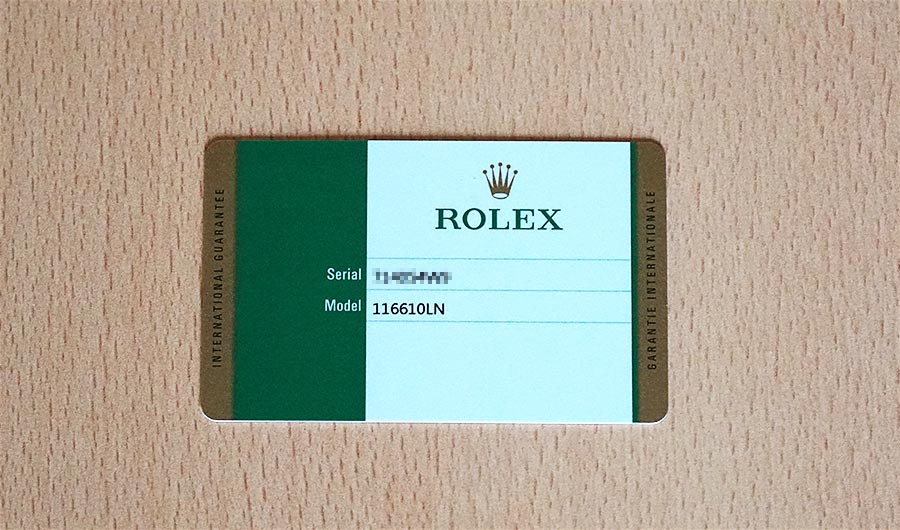 INTERNATIONAL GUARANTEE
ROLEX
Serial
Model 116610LN
GARANTIE INTERNATIONALE